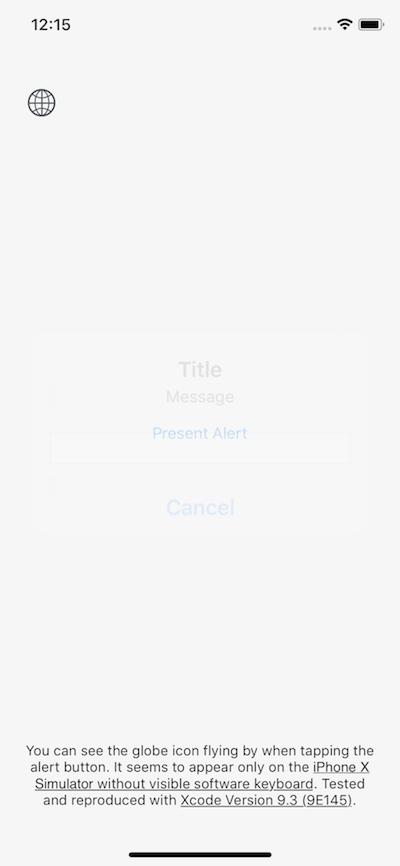 12:15
Title
Message
Present Alert
Cancel
You can see the globe icon flying by when tapping the
alert button. It seems to appear only on the iPhone X
Simulator without visible software keyboard. Tested
and reproduced with Xcode Version 9.3 (9E145).